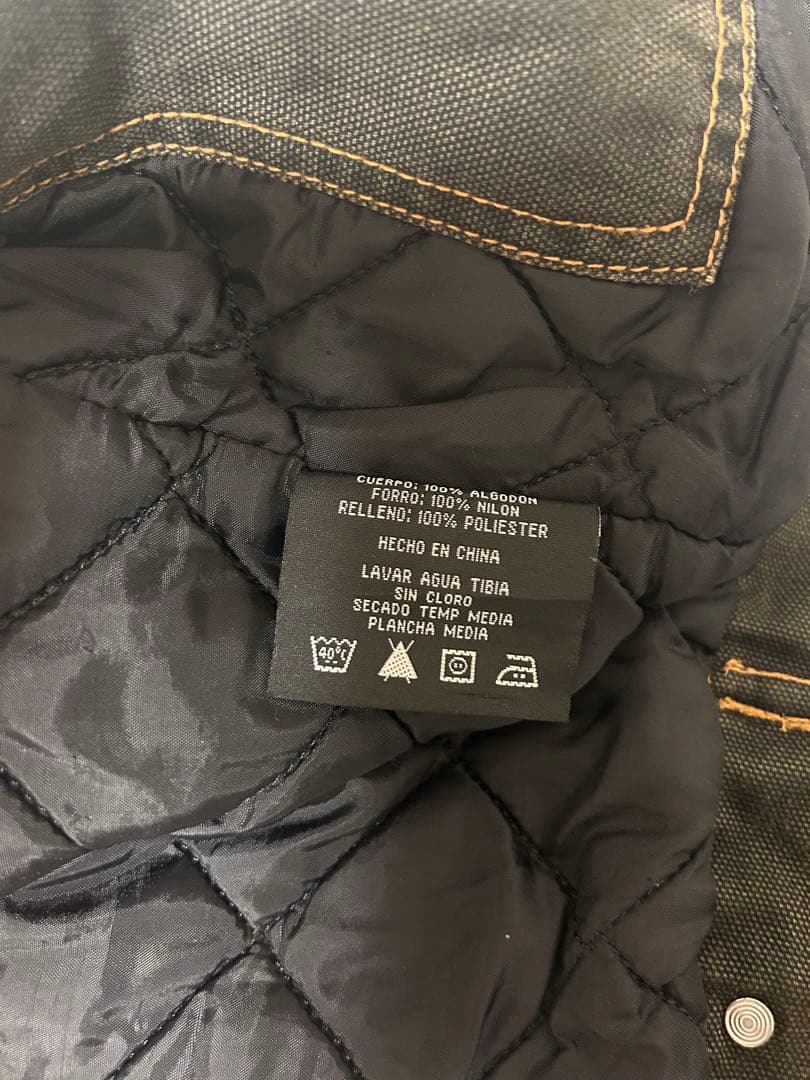 CUERPO: 100% ALGODON
FORRO: 100% NILON
RELLENO: 100% POLIESTER
HECHO EN CHINA
LAVAR AGUA TIBIA
SIN CLORO
SECADO TEMP MEDIA
PLANCHA MEDIA
40°C